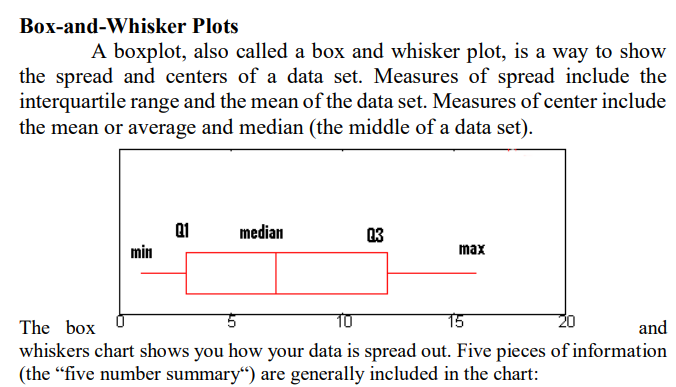 Box-and-Whisker Plots
A boxplot, also called a box and whisker plot, is a way to show
the spread and centers of a data set. Measures of spread include the
interquartile range and the mean of the data set. Measures of center include
the mean or average and median (the middle of a data set).
min
Q1
median
Q3
max
0 5 10 15 20
The box and
whiskers chart shows you how your data is spread out. Five pieces of information
(the “five number summary“) are generally included in the chart: